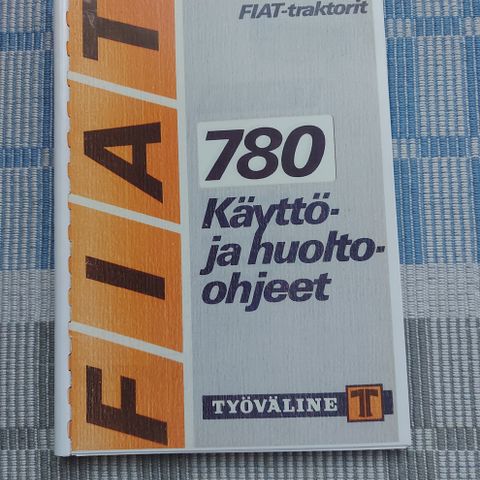 FIAT-traktorit
FIAT
780
Käyttö-
ja huolto-
ohjeet
TYÖVÄLINE T